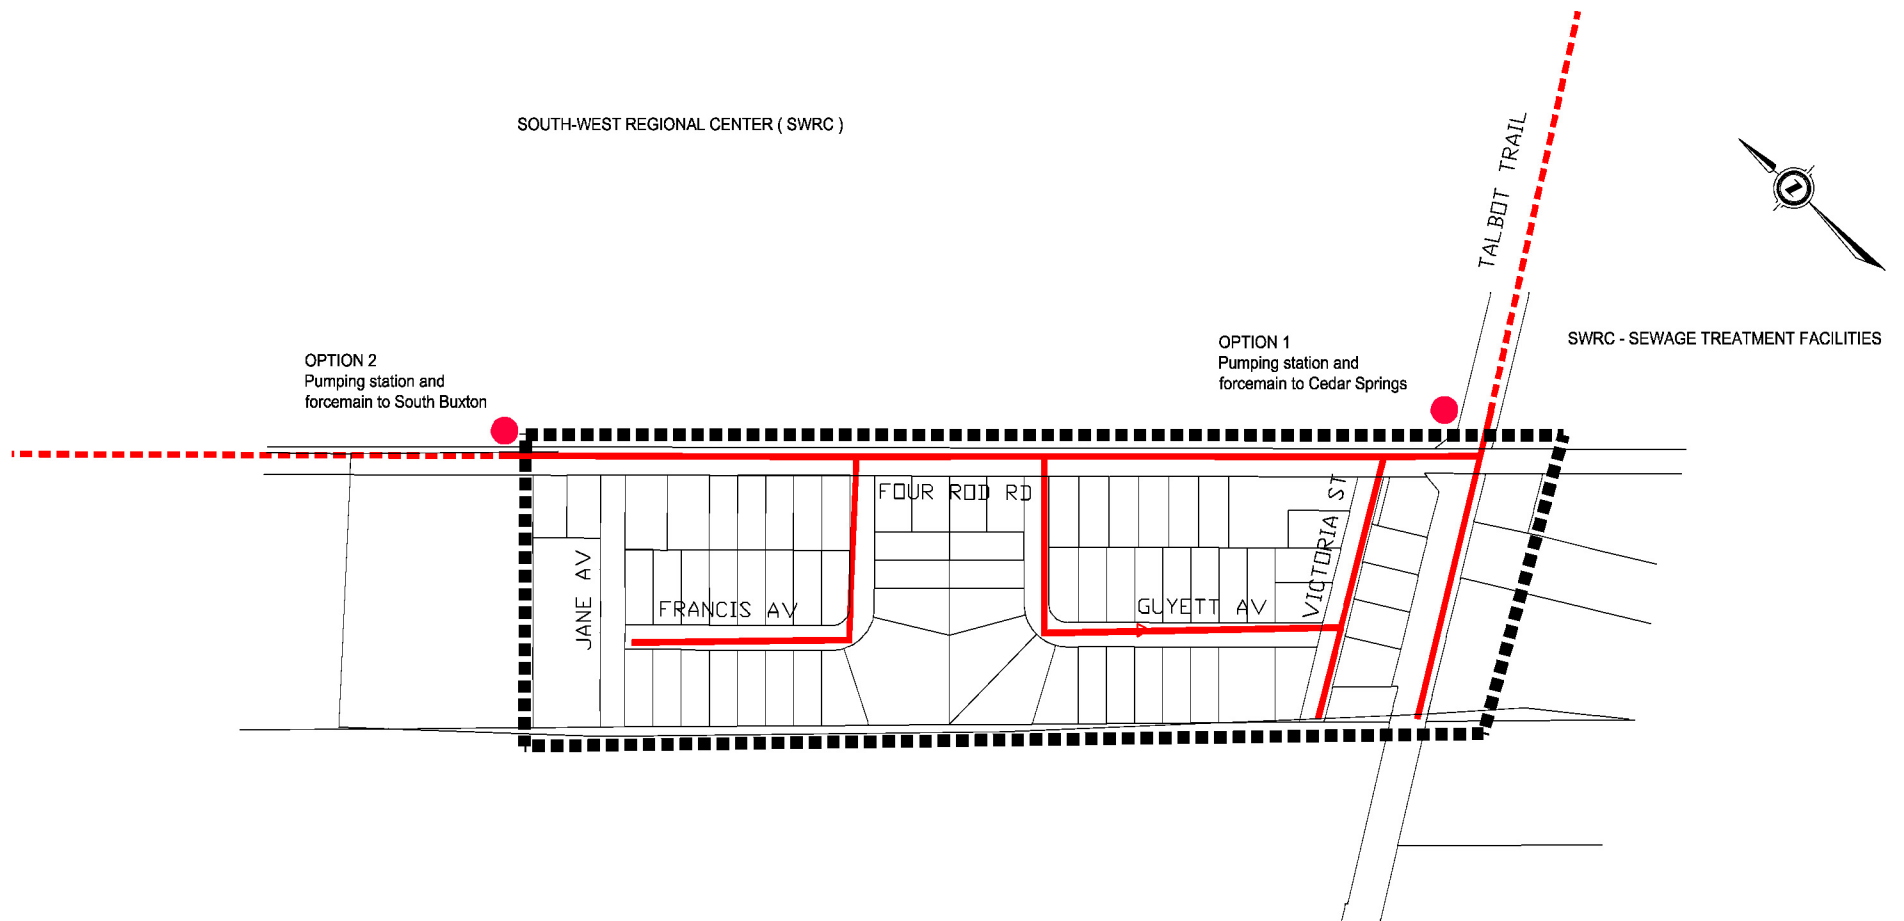 SOUTH-WEST REGIONAL CENTER ( SWRC )
TALBOT TRAIL
N
SWRC - SEWAGE TREATMENT FACILITIES
OPTION 1
Pumping station and
forcemain to Cedar Springs
OPTION 2
Pumping station and
forcemain to South Buxton
FOUR ROD RD
VICTORIA ST
JANE AV
FRANCIS AV
GUYETT AV